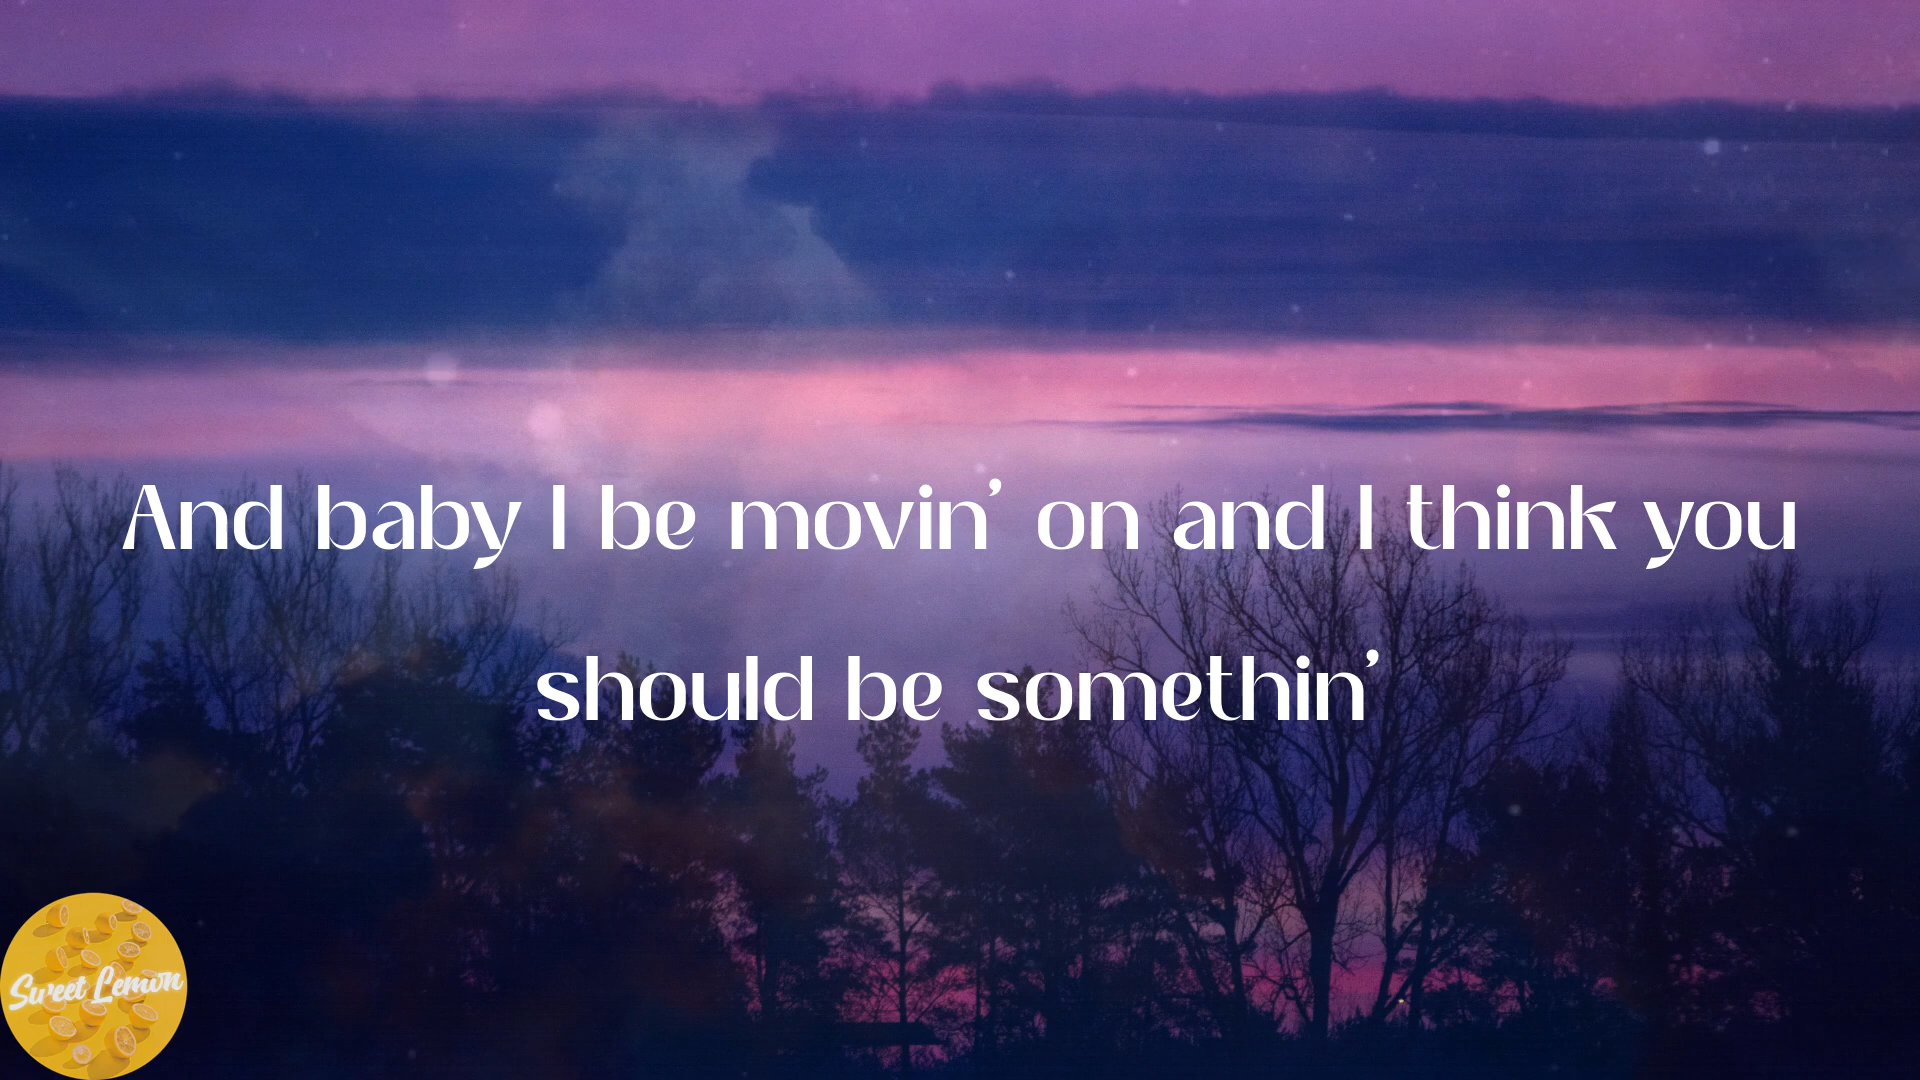 And baby I be movin’ on and I think you
should be somethin’
Sweet Lemon